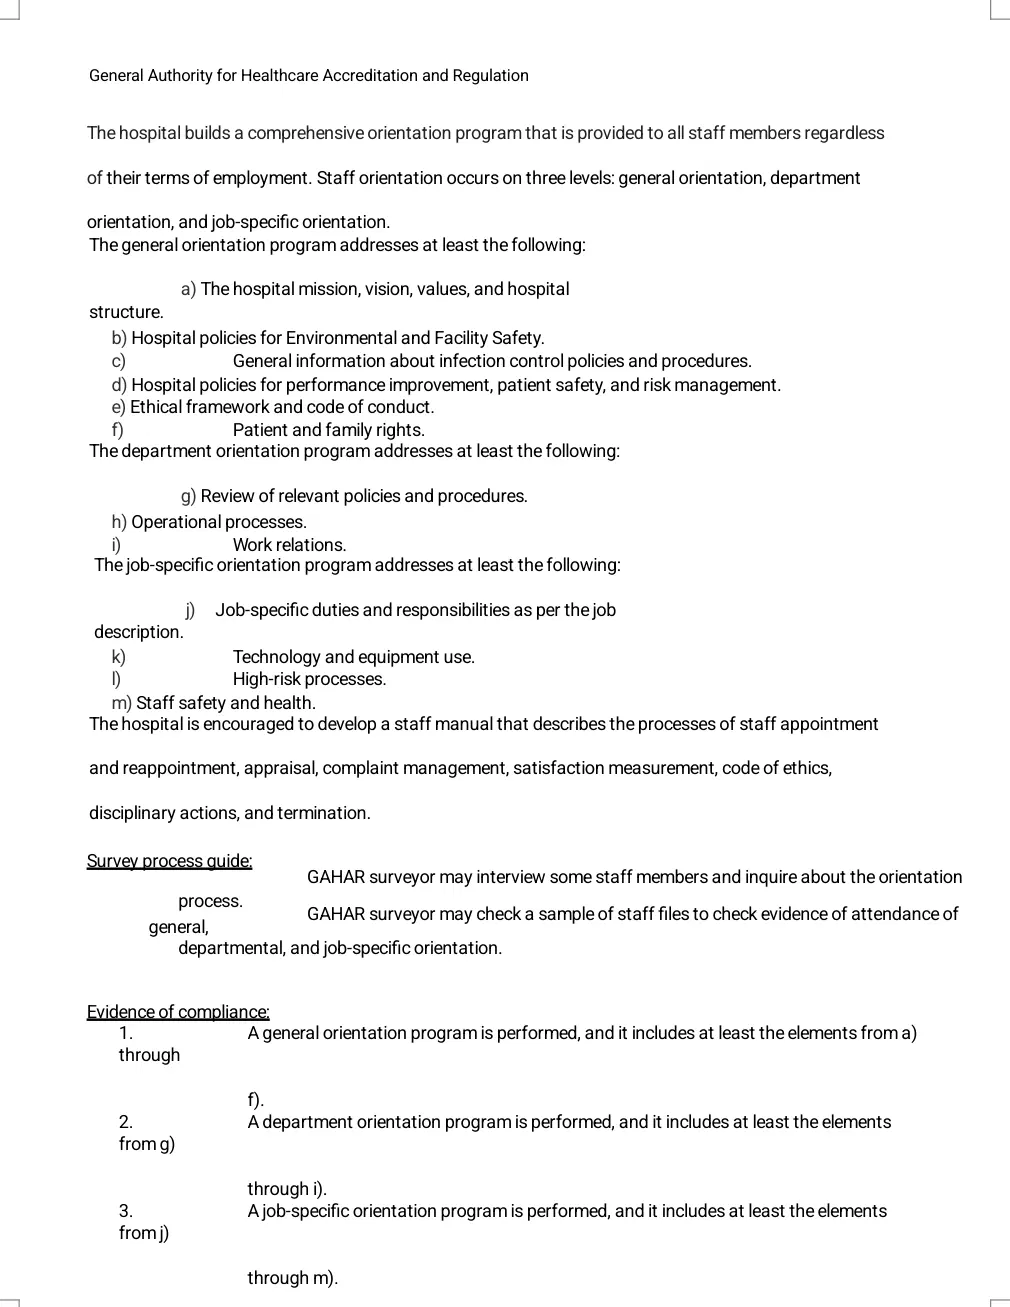 General Authority for Healthcare Accreditation and Regulation
The hospital builds a comprehensive orientation program that is provided to all staff members regardless
of their terms of employment. Staff orientation occurs on three levels: general orientation, department
orientation, and job-specific orientation.
The general orientation program addresses at least the following:
a) The hospital mission, vision, values, and hospital
structure.
b) Hospital policies for Environmental and Facility Safety.
c) General information about infection control policies and procedures.
d) Hospital policies for performance improvement, patient safety, and risk management.
e) Ethical framework and code of conduct.
f) Patient and family rights.
The department orientation program addresses at least the following:
g) Review of relevant policies and procedures.
h) Operational processes.
i) Work relations.
The job-specific orientation program addresses at least the following:
j) Job-specific duties and responsibilities as per the job
description.
k) Technology and equipment use.
l) High-risk processes.
m) Staff safety and health.
The hospital is encouraged to develop a staff manual that describes the processes of staff appointment
and reappointment, appraisal, complaint management, satisfaction measurement, code of ethics,
disciplinary actions, and termination.
Survey process guide:
GAHAR surveyor may interview some staff members and inquire about the orientation
process.
GAHAR surveyor may check a sample of staff files to check evidence of attendance of
general,
departmental, and job-specific orientation.
Evidence of compliance:
1. A general orientation program is performed, and it includes at least the elements from a)
through
f).
2. A department orientation program is performed, and it includes at least the elements
from g)
through i).
3. A job-specific orientation program is performed, and it includes at least the elements
from j)
through m).